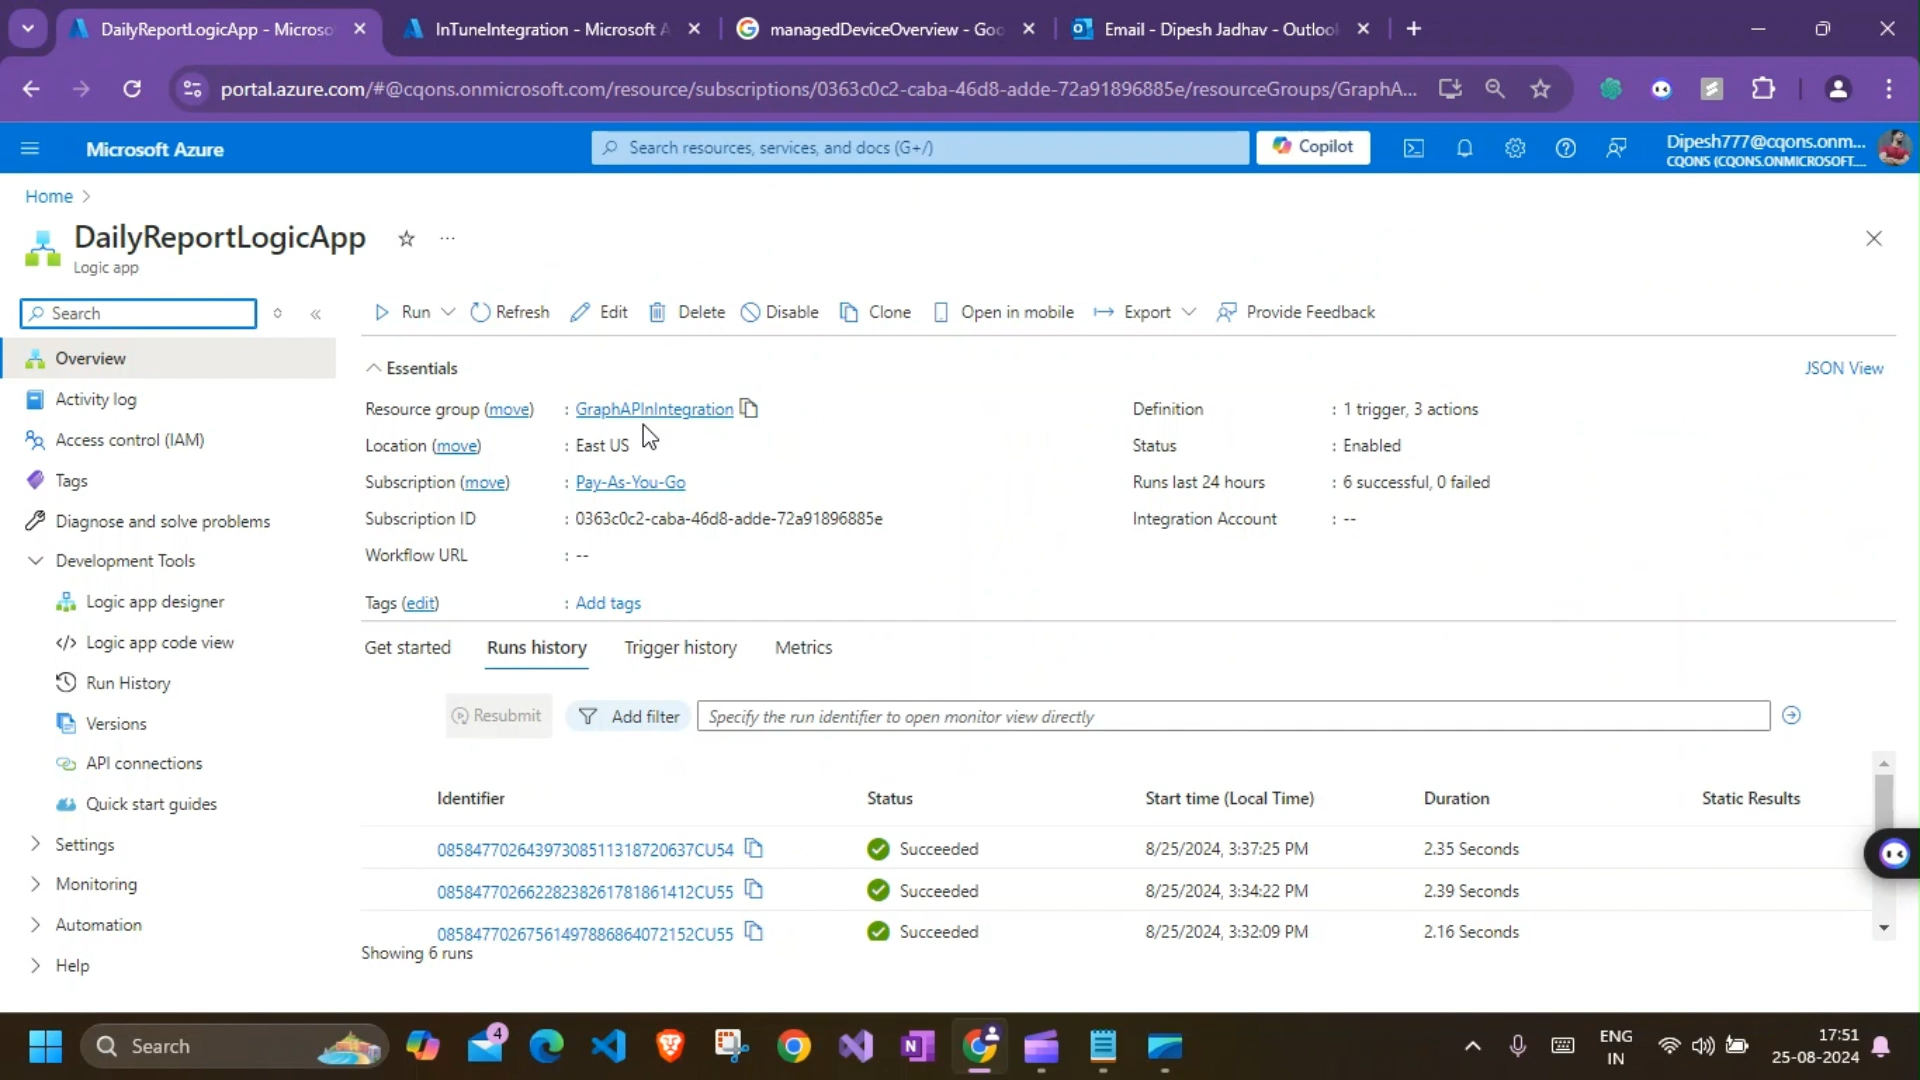 DailyReportLogicApp - Microso
InTuneIntegration - Microsoft A
managedDeviceOverview - Goo
Email - Dipesh Jadhav - Outlook
portal.azure.com/#@cqons.onmicrosoft.com/resource/subscriptions/0363c0c2-caba-46d8-adde-72a91896885e/resourceGroups/GraphA...
Microsoft Azure
Search resources, services, and docs (G+/)
Copilot
Dipesh777@cqons.onm...
CQONS (CQONS.ONMICROSOFT....
Home
DailyReportLogicApp
Logic app
Search
Run
Refresh
Edit
Delete
Disable
Clone
Open in mobile
Export
Provide Feedback
Overview
Activity log
Access control (IAM)
Tags
Diagnose and solve problems
Development Tools
Logic app designer
Logic app code view
Run History
Versions
API connections
Quick start guides
Settings
Monitoring
Automation
Help
Essentials
JSON View
Resource group (move) : GraphAPInIntegration
Location (move) : East US
Subscription (move) : Pay-As-You-Go
Subscription ID : 0363c0c2-caba-46d8-adde-72a91896885e
Workflow URL : --
Tags (edit) : Add tags
Definition : 1 trigger, 3 actions
Status : Enabled
Runs last 24 hours : 6 successful, 0 failed
Integration Account : --
Get started Runs history Trigger history Metrics
Resubmit
Add filter
Specify the run identifier to open monitor view directly
Identifier Status Start time (Local Time) Duration Static Results
08584770264397308511318720637CU54 Succeeded 8/25/2024, 3:37:25 PM 2.35 Seconds
08584770266228238261781861412CU55 Succeeded 8/25/2024, 3:34:22 PM 2.39 Seconds
08584770267561497886864072152CU55 Succeeded 8/25/2024, 3:32:09 PM 2.16 Seconds
Showing 6 runs
Search
4
ENG
IN
17:51
25-08-2024